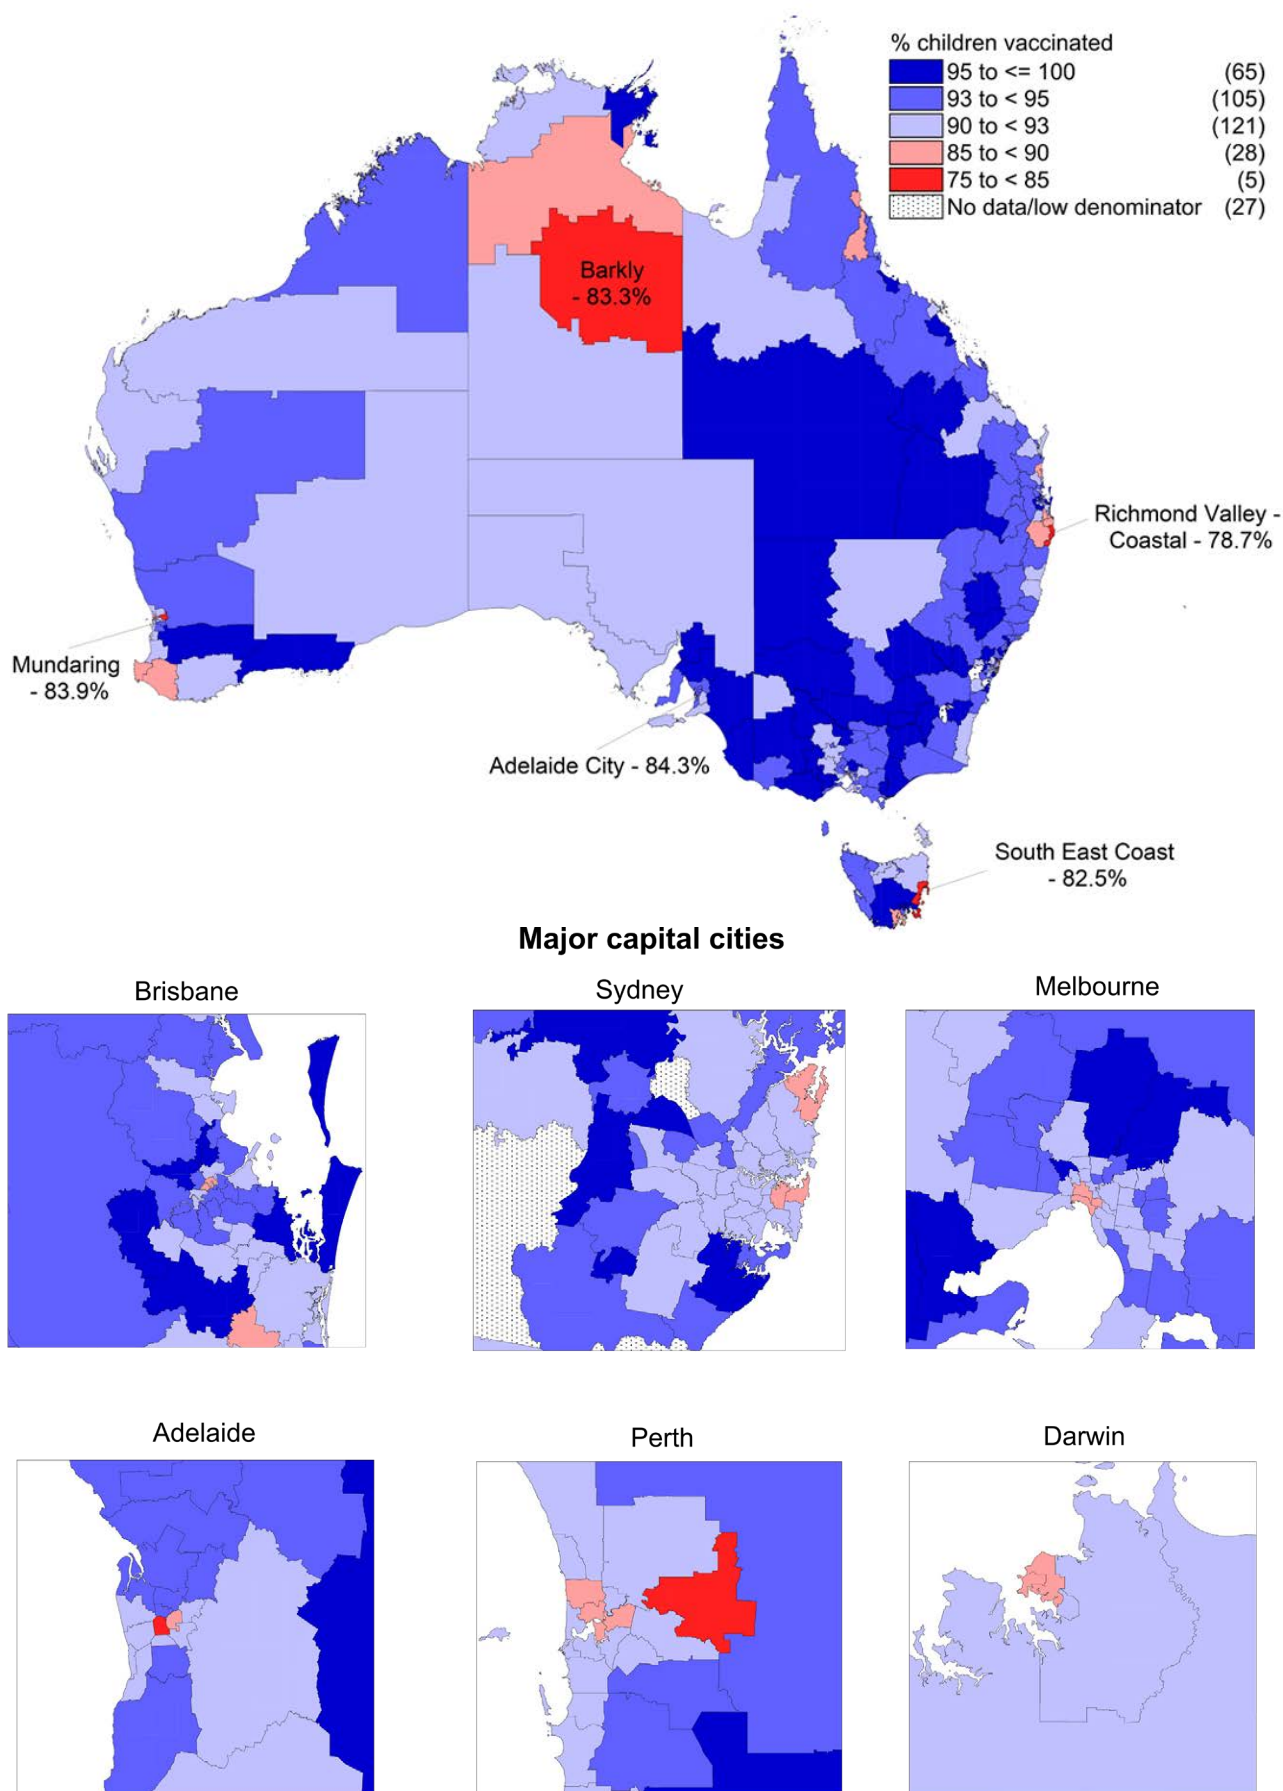 % children vaccinated
95 to <= 100 (65)
93 to < 95 (105)
90 to < 93 (121)
85 to < 90 (28)
75 to < 85 (5)
No data/low denominator (27)
Barkly
- 83.3%
Richmond Valley -
Coastal - 78.7%
Mundaring
- 83.9%
Adelaide City - 84.3%
South East Coast
- 82.5%
Major capital cities
Brisbane
Sydney
Melbourne
Adelaide
Perth
Darwin